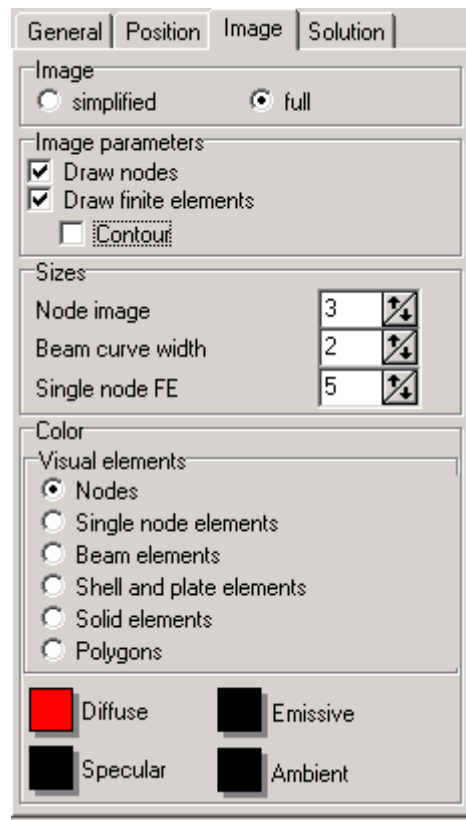 General Position Image Solution
Image
simplified full
Image parameters
Draw nodes
Draw finite elements
Contour
Sizes
Node image 3
Beam curve width 2
Single node FE 5
Color
Visual elements
Nodes
Single node elements
Beam elements
Shell and plate elements
Solid elements
Polygons
Diffuse Emissive
Specular Ambient